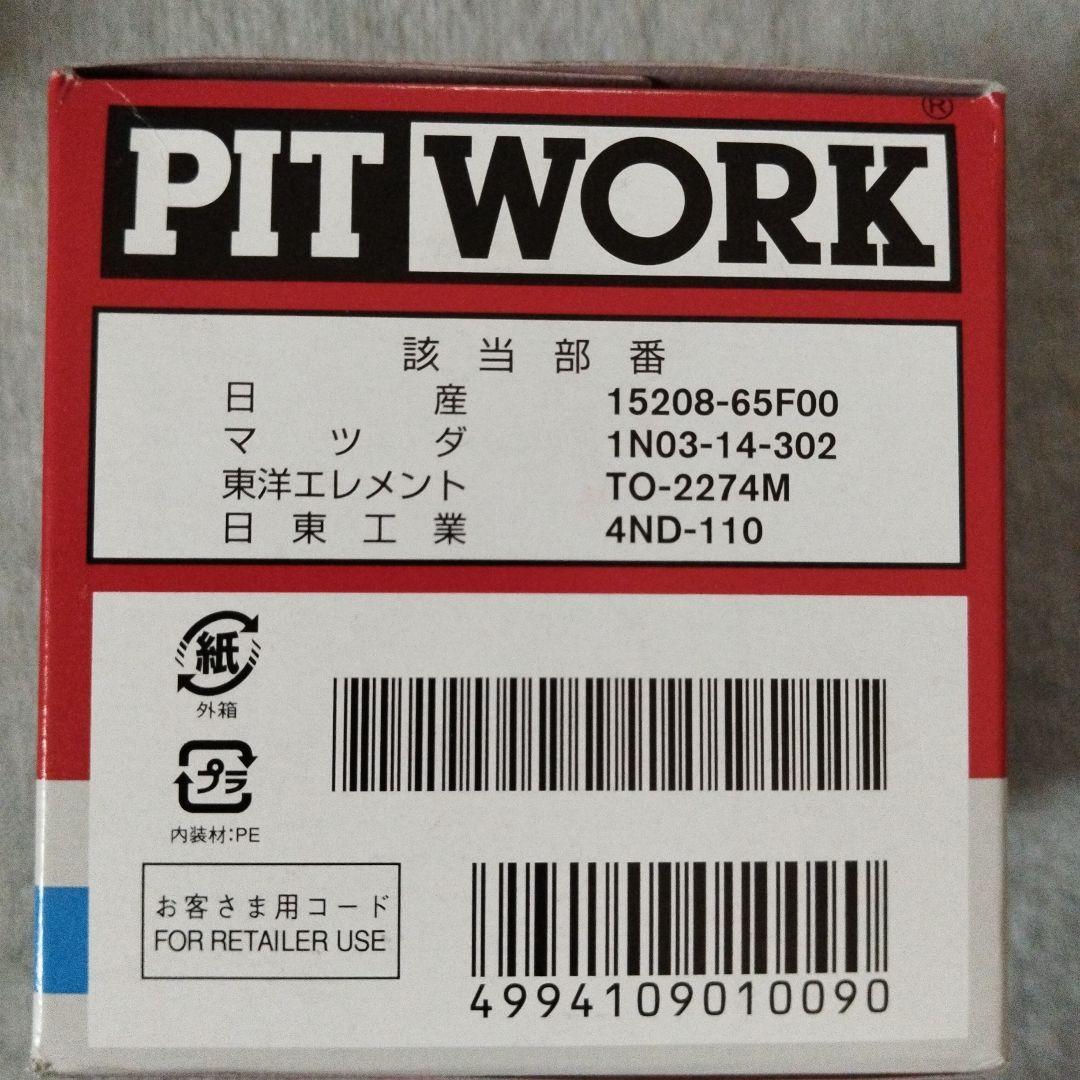 PIT WORK ®
該当部番
日産 15208-65F00
マツダ 1N03-14-302
東洋エレメント TO-2274M
日東工業 4ND-110
紙
外箱
プラ
内装材:PE
お客さま用コード
FOR RETAILER USE
4994109010090